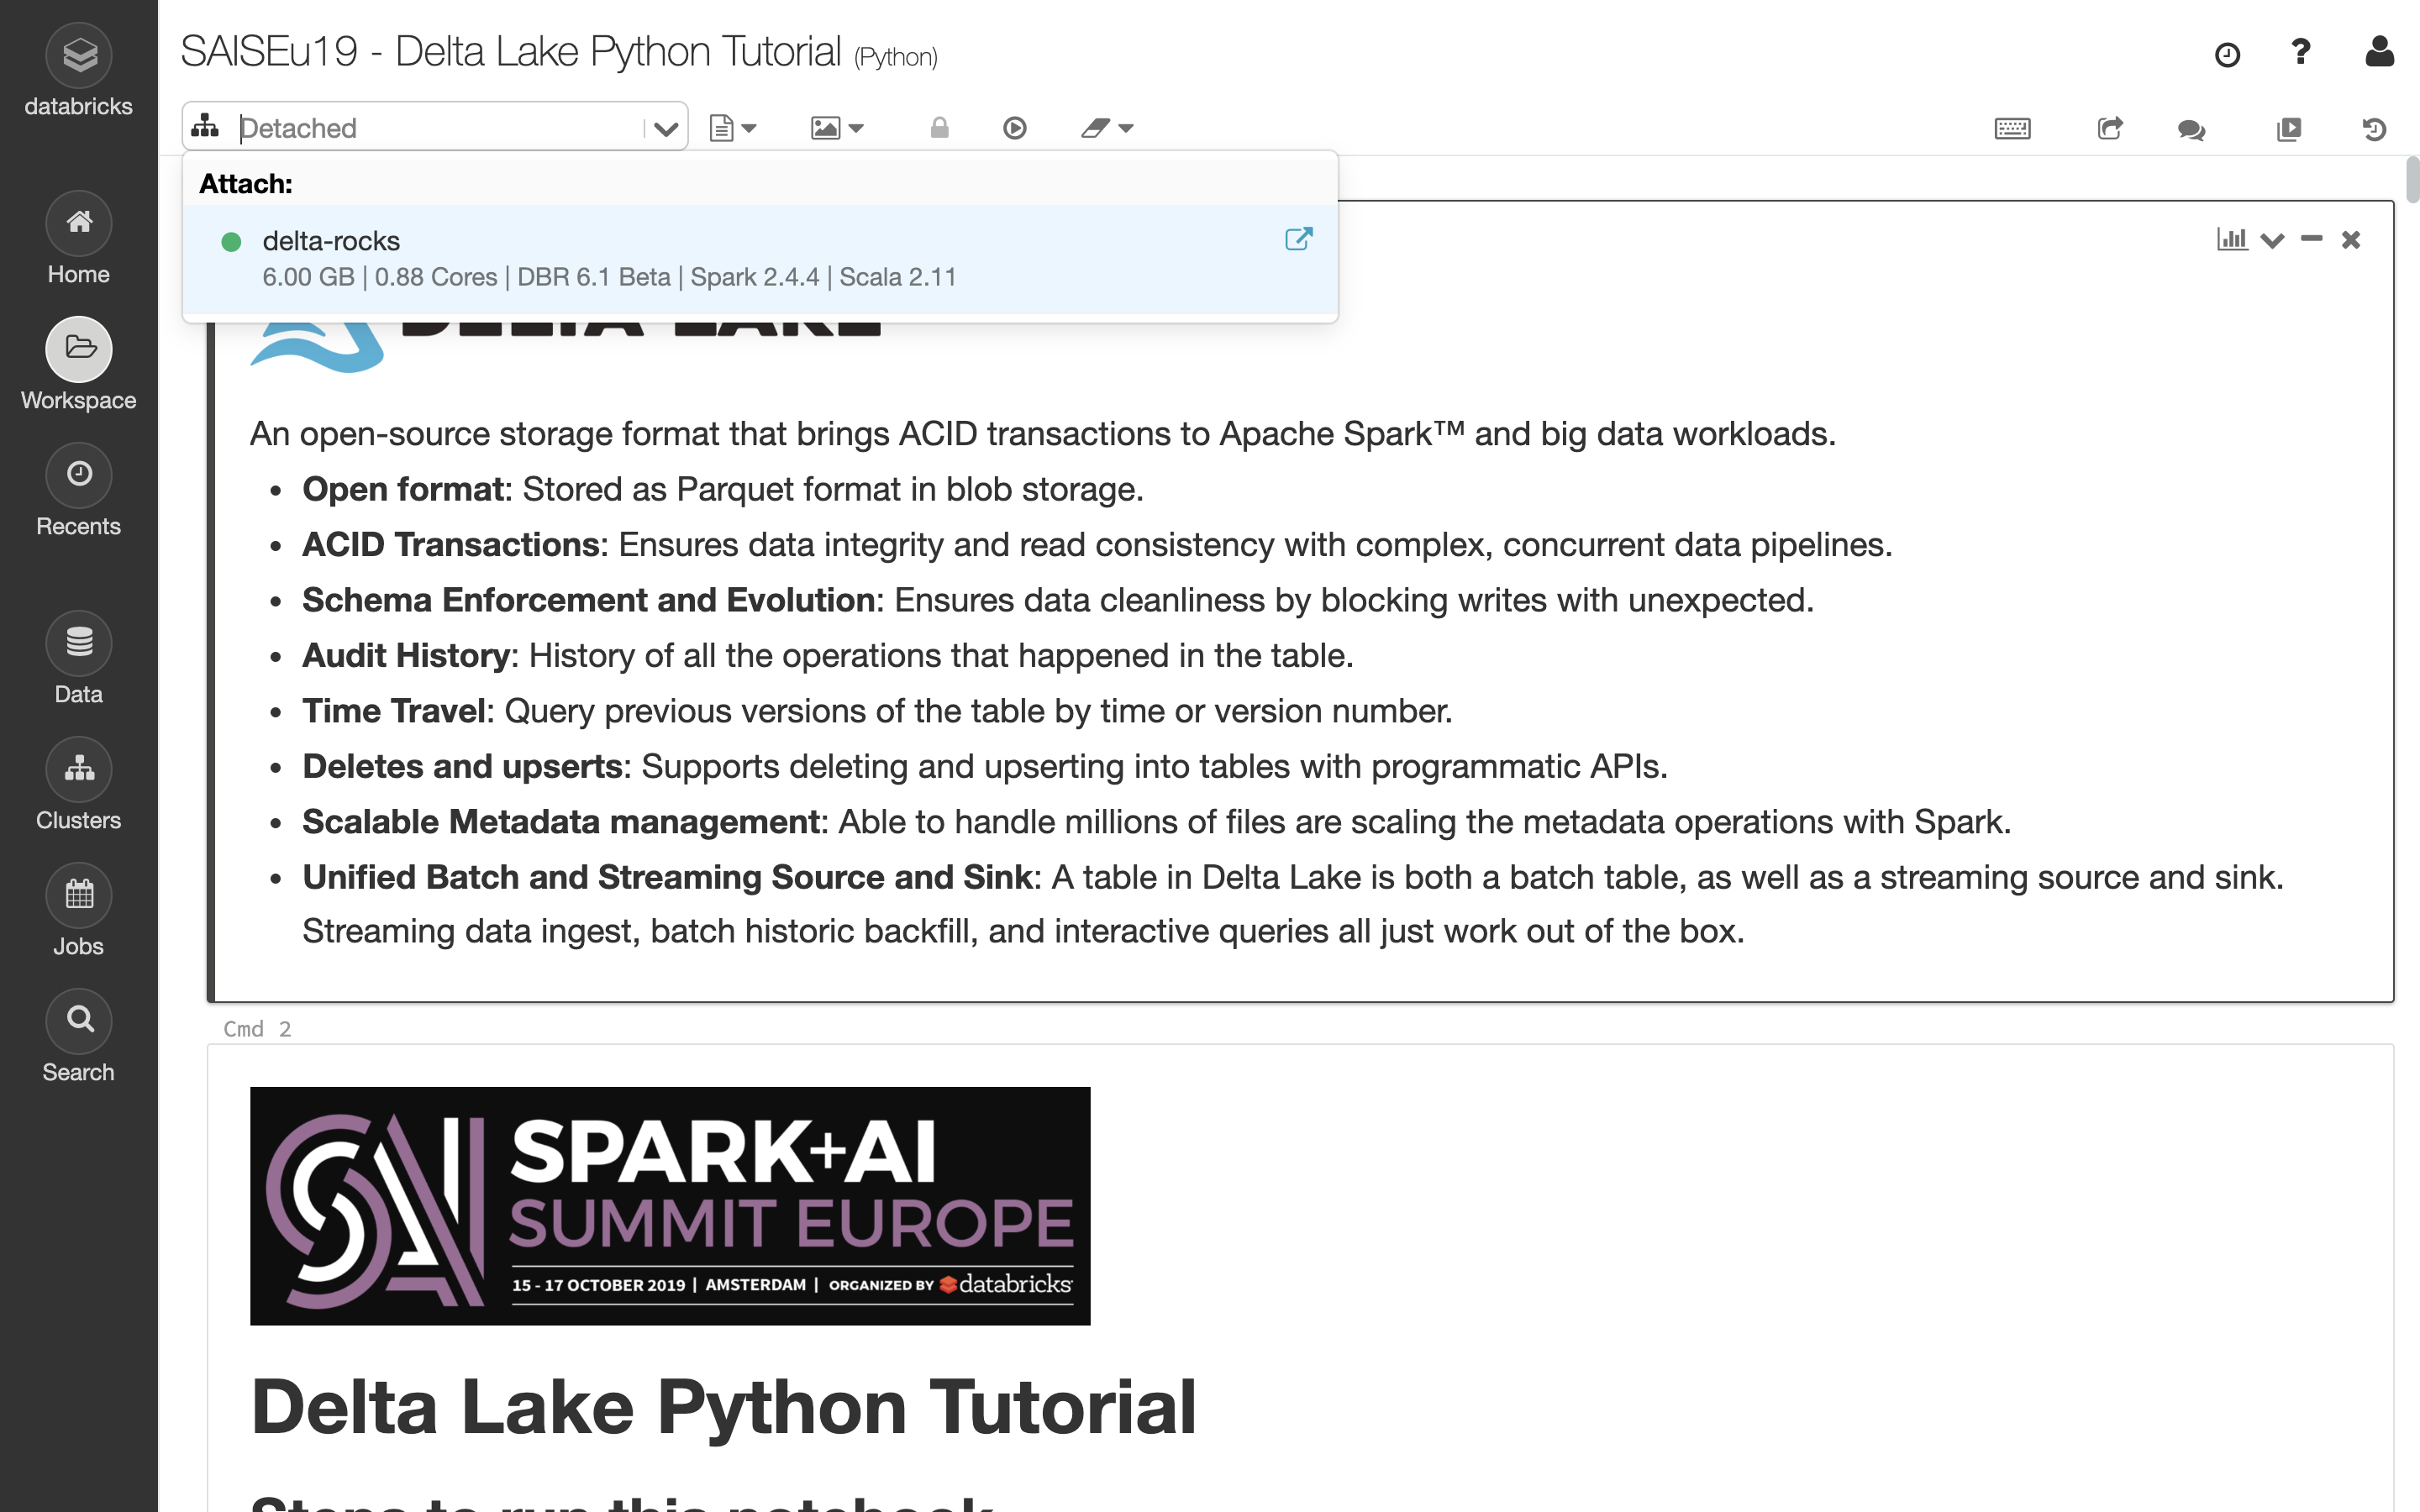 databricks
Home
Workspace
Recents
Data
Clusters
Jobs
Search
SAISEu19 - Delta Lake Python Tutorial (Python)
Detached
Attach:
delta-rocks
6.00 GB | 0.88 Cores | DBR 6.1 Beta | Spark 2.4.4 | Scala 2.11
DELTA LAKE
An open-source storage format that brings ACID transactions to Apache Spark™ and big data workloads.
• Open format: Stored as Parquet format in blob storage.
• ACID Transactions: Ensures data integrity and read consistency with complex, concurrent data pipelines.
• Schema Enforcement and Evolution: Ensures data cleanliness by blocking writes with unexpected.
• Audit History: History of all the operations that happened in the table.
• Time Travel: Query previous versions of the table by time or version number.
• Deletes and upserts: Supports deleting and upserting into tables with programmatic APIs.
• Scalable Metadata management: Able to handle millions of files are scaling the metadata operations with Spark.
• Unified Batch and Streaming Source and Sink: A table in Delta Lake is both a batch table, as well as a streaming source and sink.
Streaming data ingest, batch historic backfill, and interactive queries all just work out of the box.
Cmd 2
SAI
SPARK+AI
SUMMIT EUROPE
15 - 17 OCTOBER 2019 | AMSTERDAM | ORGANIZED BY databricks
Delta Lake Python Tutorial
Steps to run this notebook